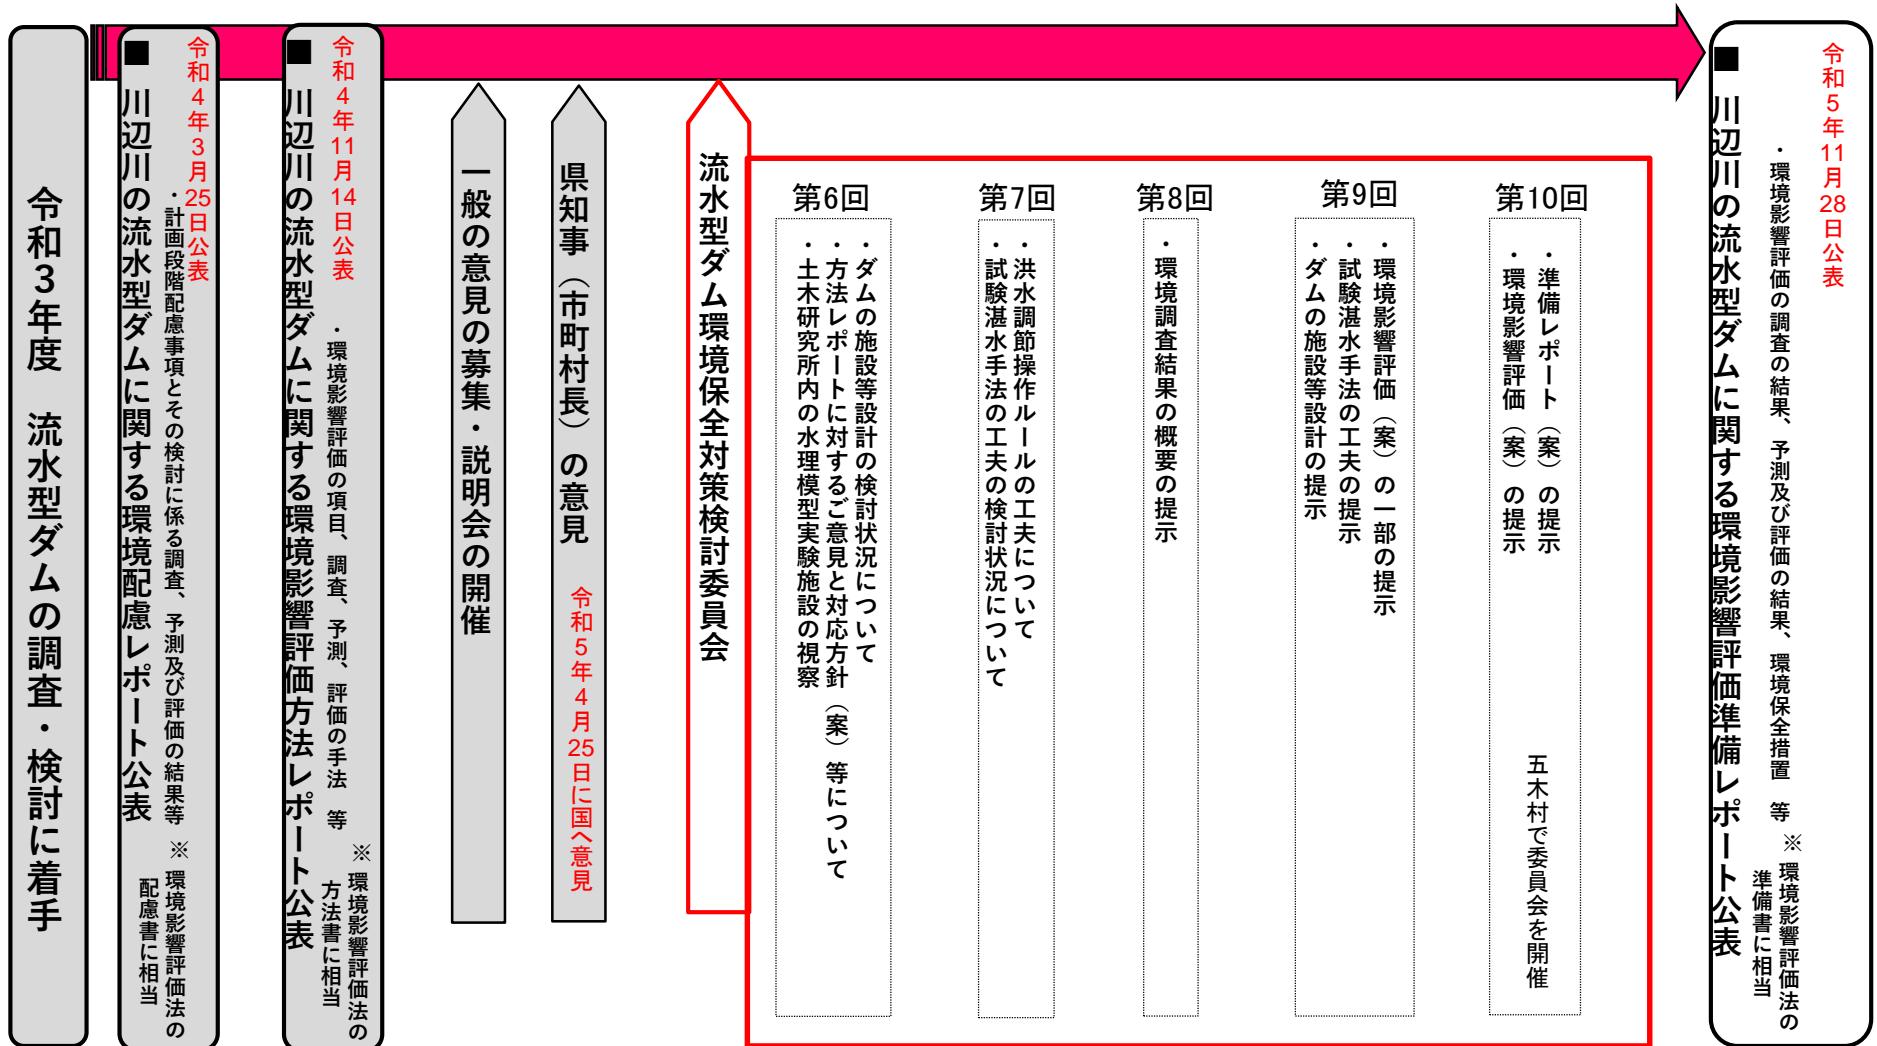 令和３年度　流水型ダムの調査・検討に着手
■ 川辺川の流水型ダムに関する環境配慮レポート公表
令和4年3月25日公表
・計画段階配慮事項とその検討に係る調査、予測及び評価の結果等
※環境影響評価法の
配慮書に相当
■ 川辺川の流水型ダムに関する環境影響評価方法レポート公表
令和4年11月14日公表
・環境影響評価の項目、調査、予測、評価の手法　等
※環境影響評価法の
方法書に相当
一般の意見の募集・説明会の開催
県知事（市町村長）の意見
令和5年4月25日に国へ意見
流水型ダム環境保全対策検討委員会
第6回
・ダムの施設等設計の検討状況について
・方法レポートに対するご意見と対応方針（案）等について
・土木研究所内の水理模型実験施設の視察
第7回
・洪水調節操作ルールの工夫について
・試験湛水手法の工夫の検討状況について
第8回
・環境調査結果の概要の提示
第9回
・環境影響評価（案）の一部の提示
・試験湛水手法の工夫の提示
・ダムの施設等設計の提示
第10回
・準備レポート（案）の提示
・環境影響評価（案）の提示
五木村で委員会を開催
■ 川辺川の流水型ダムに関する環境影響評価準備レポート公表
令和5年11月28日公表
・環境影響評価の調査の結果、予測及び評価の結果、環境保全措置　等
※環境影響評価法の
準備書に相当